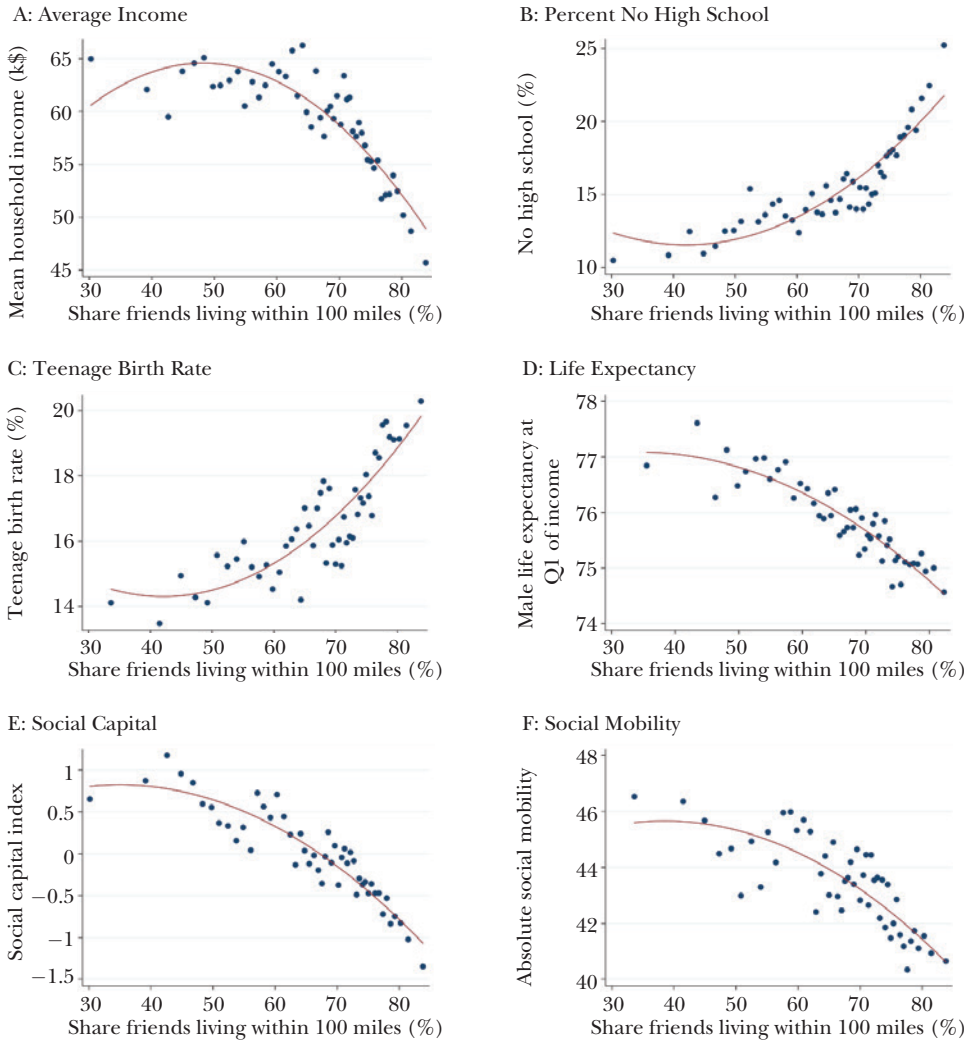 A: Average Income
Mean household income (k$)
65
60
55
50
45
30 40 50 60 70 80
Share friends living within 100 miles (%)
B: Percent No High School
No high school (%)
25
20
15
10
30 40 50 60 70 80
Share friends living within 100 miles (%)
C: Teenage Birth Rate
Teenage birth rate (%)
20
18
16
14
30 40 50 60 70 80
Share friends living within 100 miles (%)
D: Life Expectancy
Male life expectancy at
Q1 of income
78
77
76
75
74
30 40 50 60 70 80
Share friends living within 100 miles (%)
E: Social Capital
Social capital index
1
0.5
0
−0.5
−1
−1.5
30 40 50 60 70 80
Share friends living within 100 miles (%)
F: Social Mobility
Absolute social mobility
48
46
44
42
40
30 40 50 60 70 80
Share friends living within 100 miles (%)